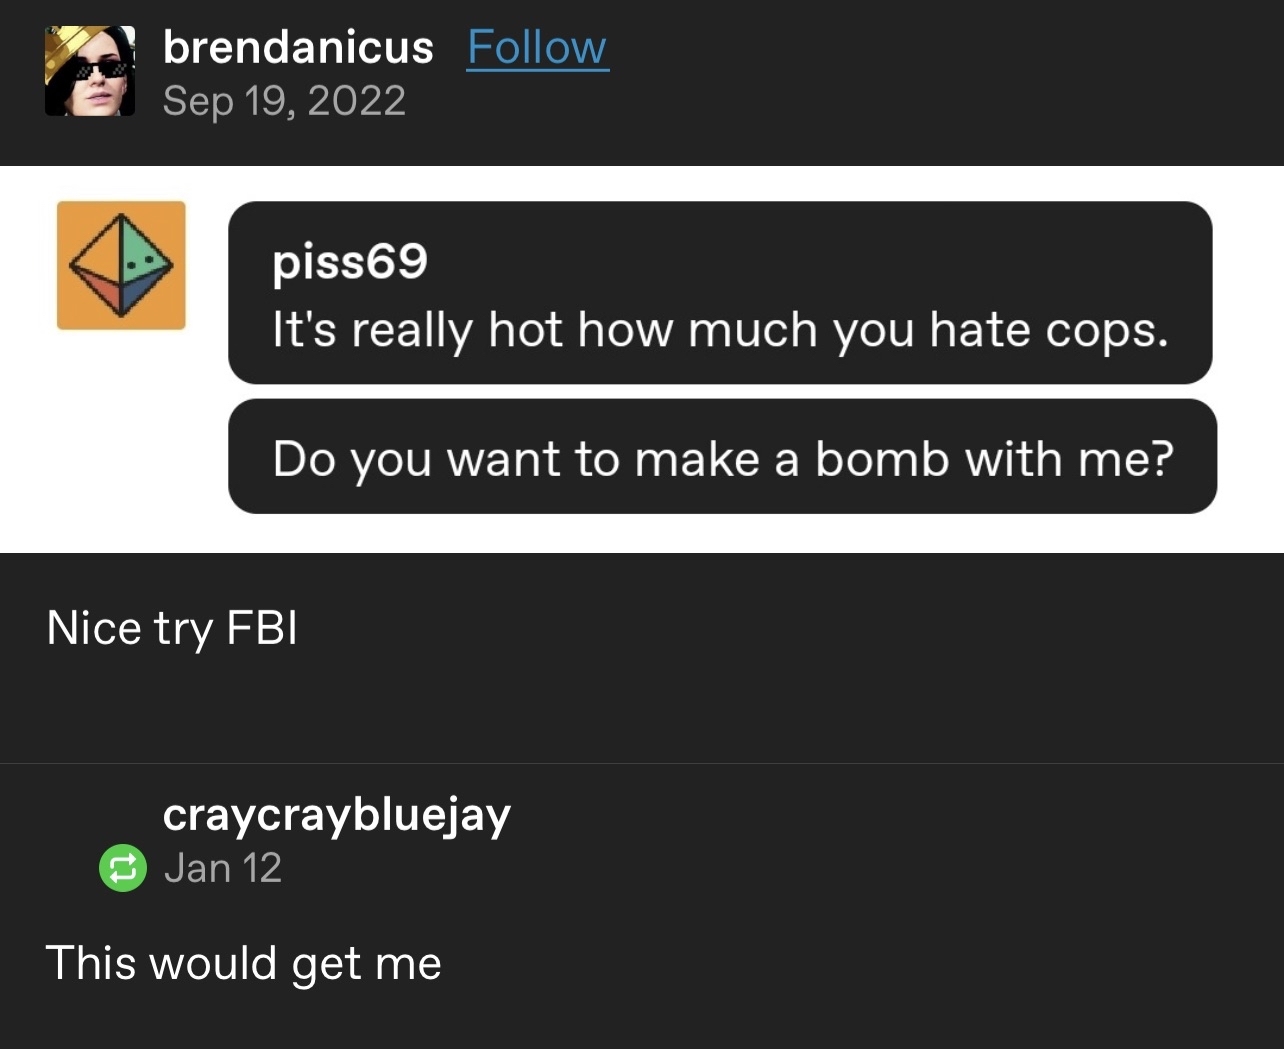 brendanicus Follow
Sep 19, 2022
piss69
It's really hot how much you hate cops.
Do you want to make a bomb with me?
Nice try FBI
craycraybluejay
Jan 12
This would get me